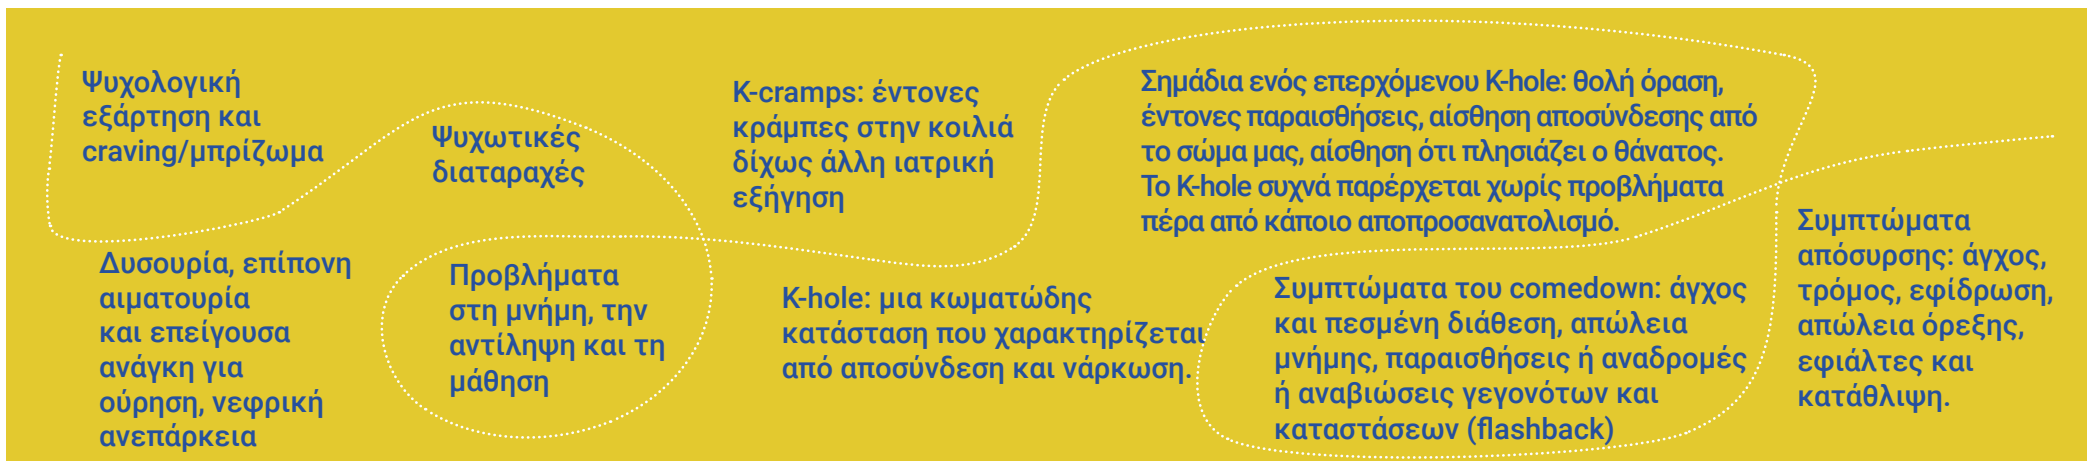 Ψυχολογική
εξάρτηση και
craving/μπρίζωμα
Δυσουρία, επίπονη
αιματουρία
και επείγουσα
ανάγκη για
ούρηση, νεφρική
ανεπάρκεια
Ψυχωτικές
διαταραχές
Προβλήματα
στη μνήμη, την
αντίληψη και τη
μάθηση
K-cramps: έντονες
κράμπες στην κοιλιά
δίχως άλλη ιατρική
εξήγηση
K-hole: μια κωματώδης
κατάσταση που χαρακτηρίζεται
από αποσύνδεση και νάρκωση.
Σημάδια ενός επερχόμενου K-hole: θολή όραση,
έντονες παραισθήσεις, αίσθηση αποσύνδεσης από
το σώμα μας, αίσθηση ότι πλησιάζει ο θάνατος.
Το K-hole συχνά παρέρχεται χωρίς προβλήματα
πέρα από κάποιο αποπροσανατολισμό.
Συμπτώματα του comedown: άγχος
και πεσμένη διάθεση, απώλεια
μνήμης, παραισθήσεις ή αναδρομές
ή αναβιώσεις γεγονότων και
καταστάσεων (flashback)
Συμπτώματα
απόσυρσης: άγχος,
τρόμος, εφίδρωση,
απώλεια όρεξης,
εφιάλτες και
κατάθλιψη.